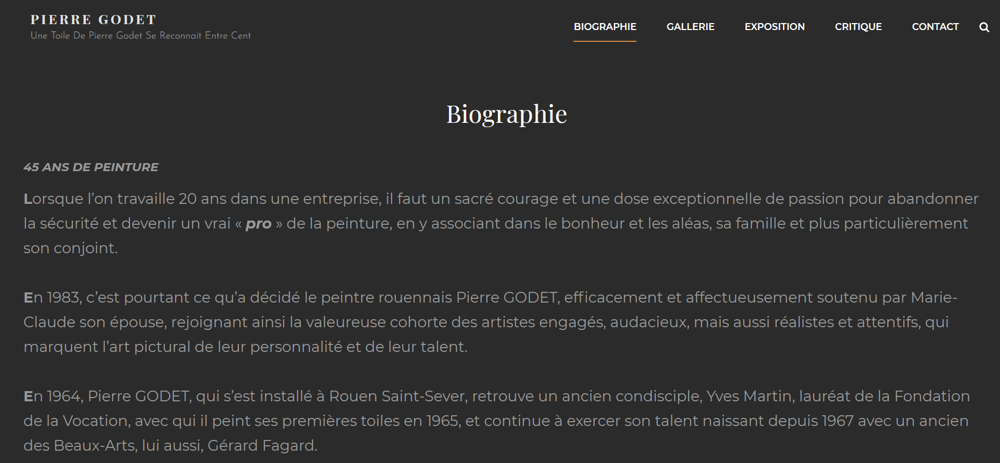 PIERRE GODET
Une Toile De Pierre Godet Se Reconnait Entre Cent
BIOGRAPHIE GALLERIE EXPOSITION CRITIQUE CONTACT
Biographie
45 ANS DE PEINTURE
Lorsque l’on travaille 20 ans dans une entreprise, il faut un sacré courage et une dose exceptionnelle de passion pour abandonner
la sécurité et devenir un vrai « pro » de la peinture, en y associant dans le bonheur et les aléas, sa famille et plus particulièrement
son conjoint.
En 1983, c’est pourtant ce qu’a décidé le peintre rouennais Pierre GODET, efficacement et affectueusement soutenu par Marie-
Claude son épouse, rejoignant ainsi la valeureuse cohorte des artistes engagés, audacieux, mais aussi réalistes et attentifs, qui
marquent l’art pictural de leur personnalité et de leur talent.
En 1964, Pierre GODET, qui s’est installé à Rouen Saint-Sever, retrouve un ancien condisciple, Yves Martin, lauréat de la Fondation
de la Vocation, avec qui il peint ses premières toiles en 1965, et continue à exercer son talent naissant depuis 1967 avec un ancien
des Beaux-Arts, lui aussi, Gérard Fagard.